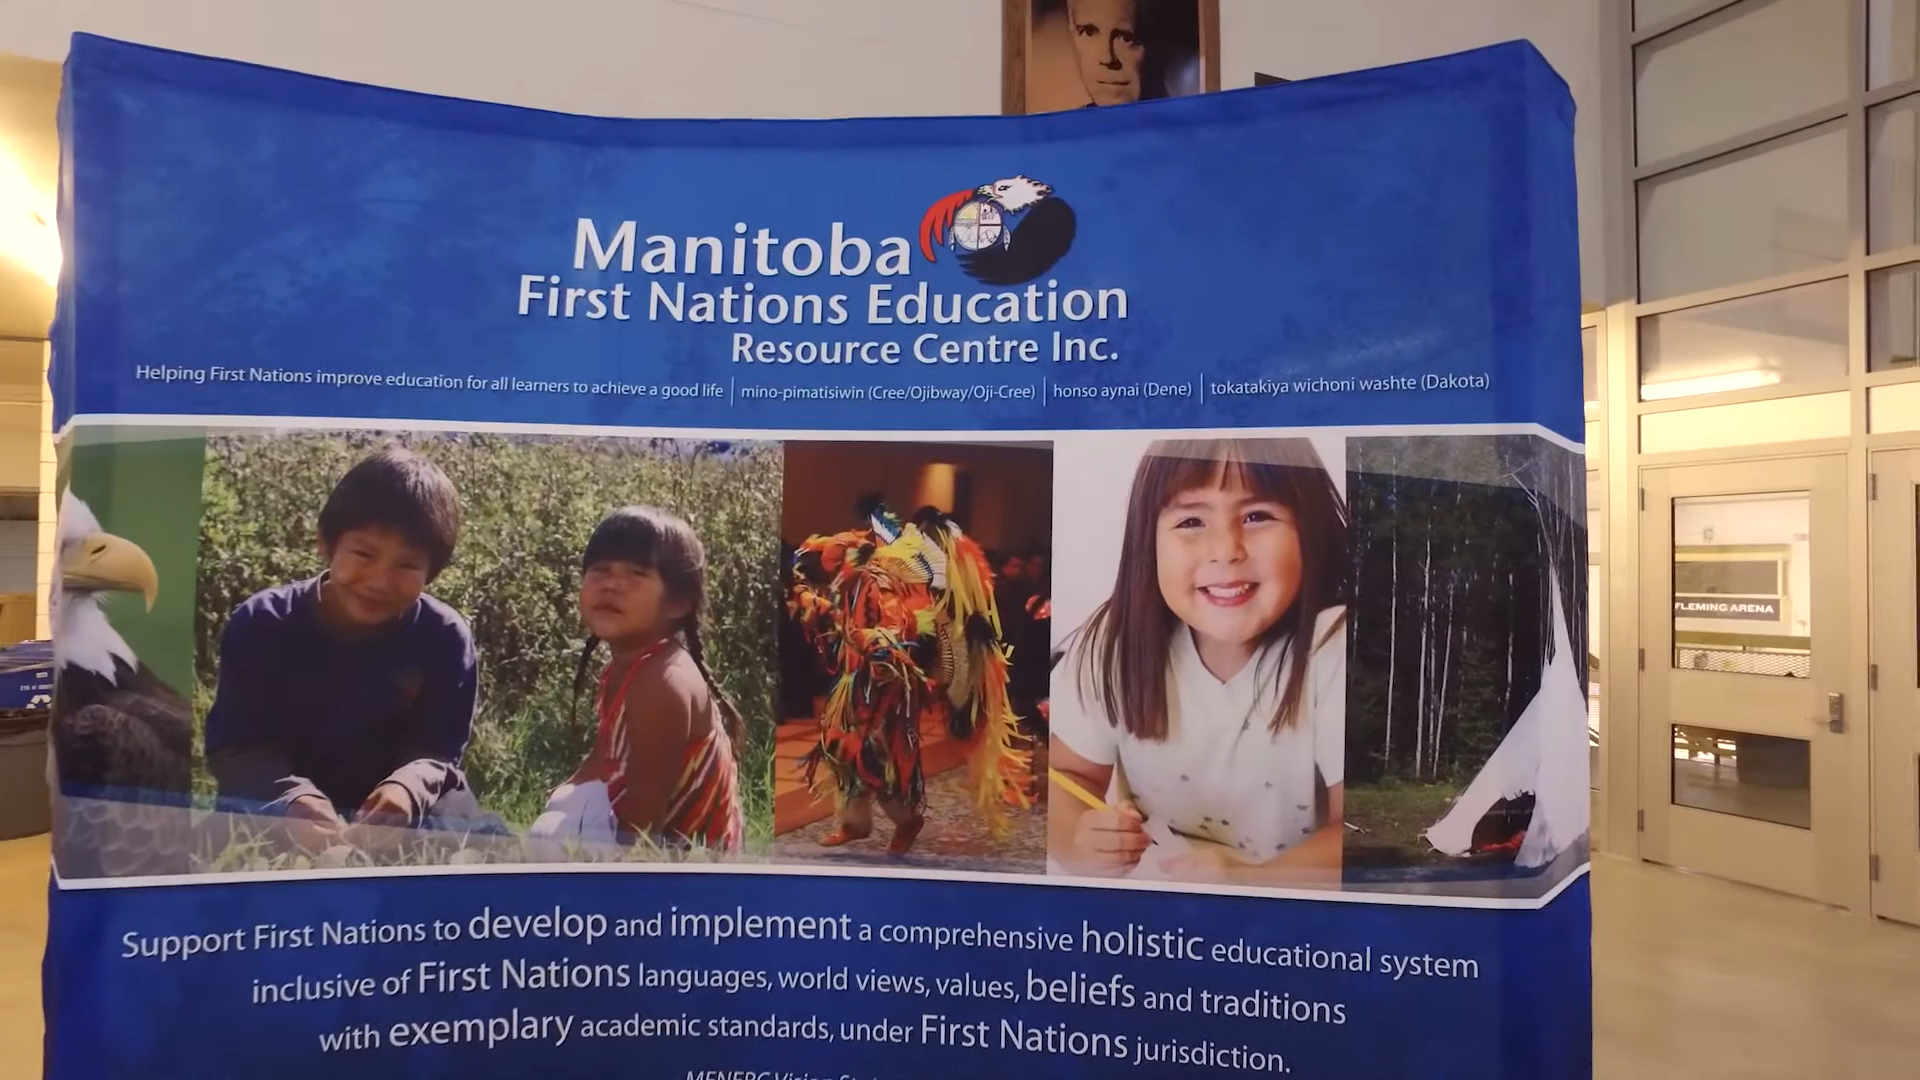 Manitoba
First Nations Education
Resource Centre Inc.
Helping First Nations improve education for all learners to achieve a good life | mino-pimatisiwin (Cree/Ojibway/Oji-Cree) | honso aynai (Dene) | tokatakiya wichoni washte (Dakota)
FLEMING ARENA
Support First Nations to develop and implement a comprehensive holistic educational system
inclusive of First Nations languages, world views, values, beliefs and traditions
with exemplary academic standards, under First Nations jurisdiction.